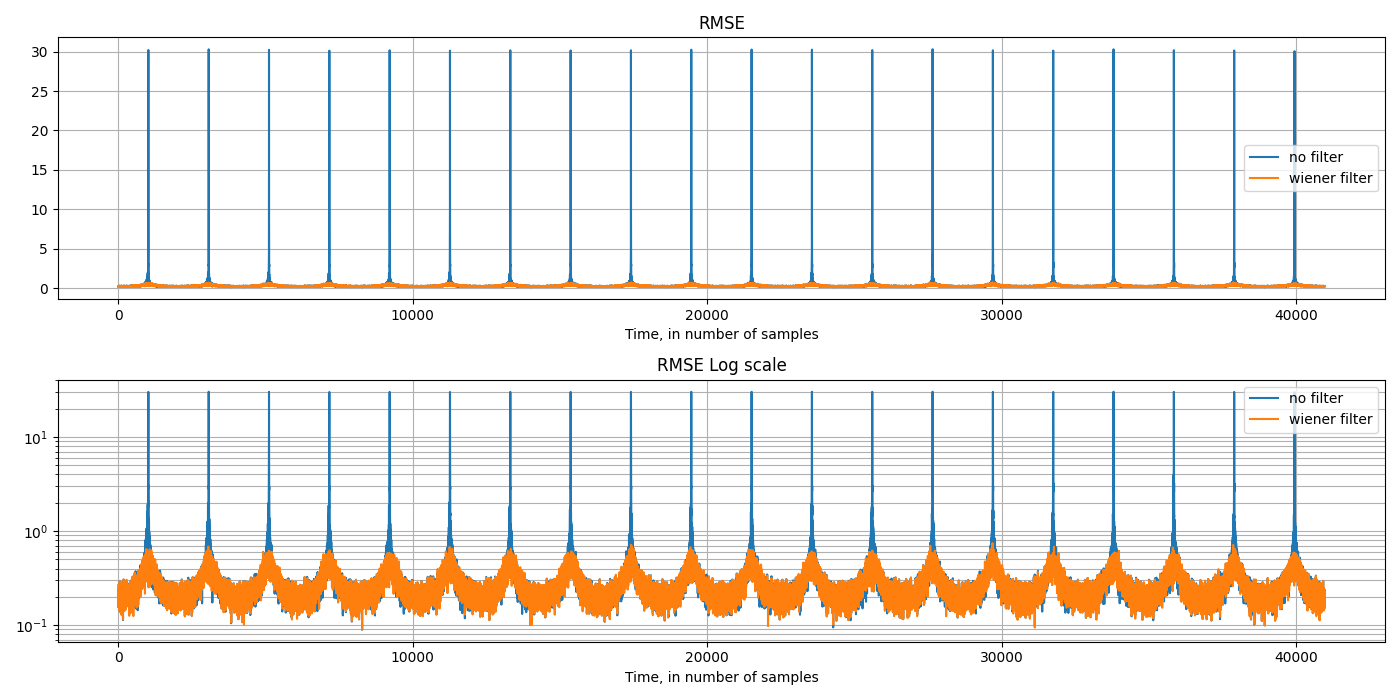 RMSE
30
25
20
15
10
5
0
no filter
wiener filter
0 10000 20000 30000 40000
Time, in number of samples
RMSE Log scale
10¹
10⁰
10⁻¹
no filter
wiener filter
0 10000 20000 30000 40000
Time, in number of samples